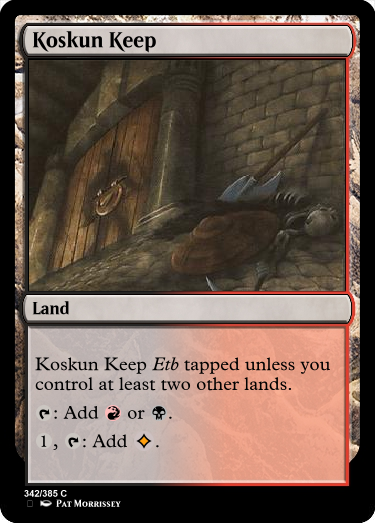 Koskun Keep
Land
Koskun Keep Etb tapped unless you
control at least two other lands.
: Add or .
1 , : Add .
342/385 C
Pat Morrissey